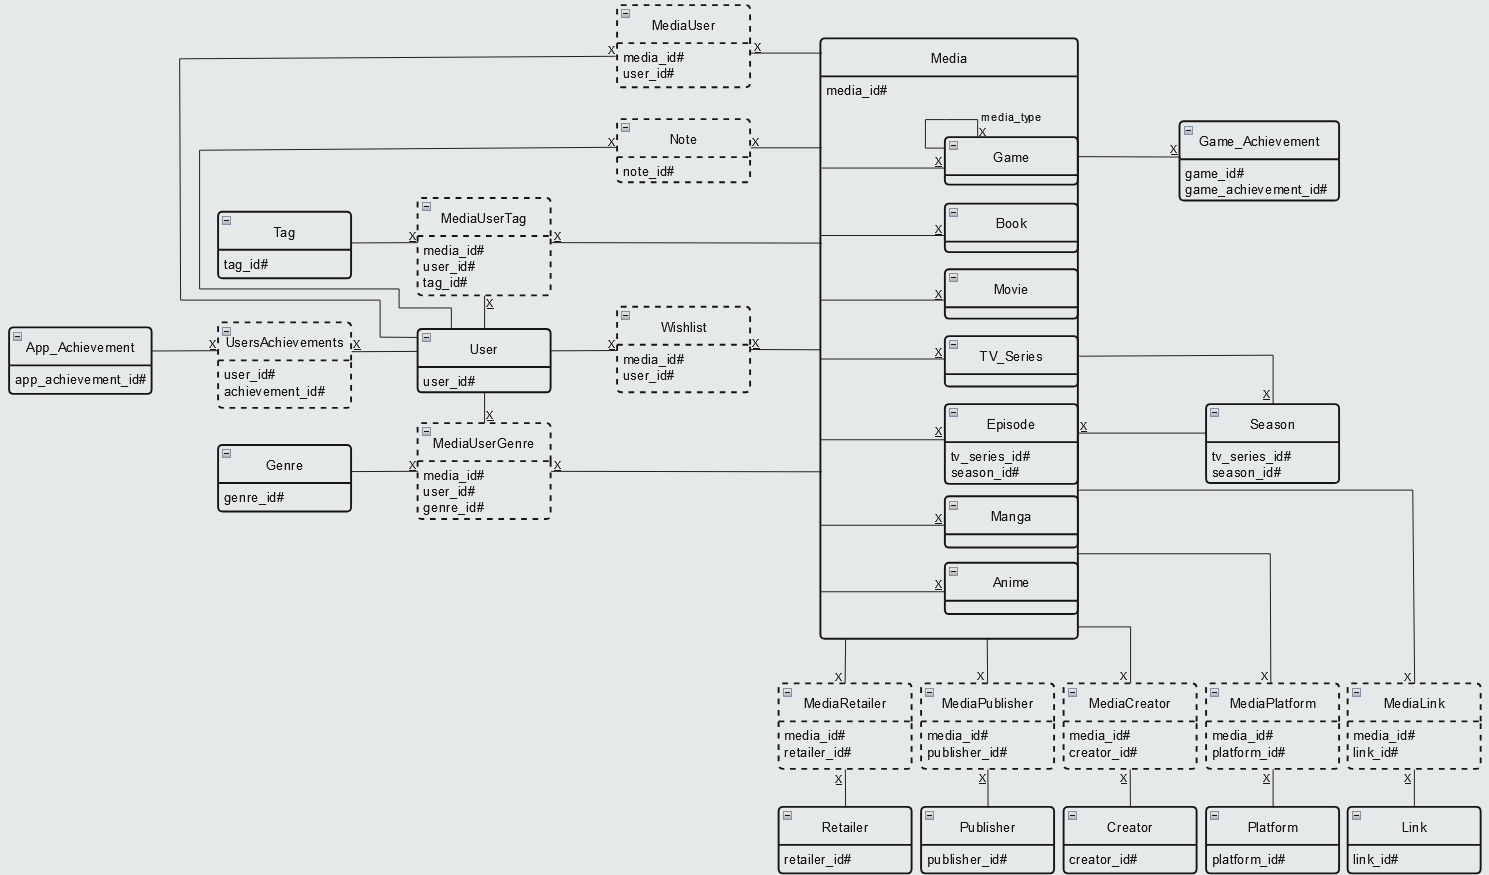 MediaUser
media_id#
user_id#
X
X
Media
media_id#
media_type
X
Game
X
X
Game_Achievement
game_id#
game_achievement_id#
Note
note_id#
X
X
Tag
tag_id#
X
MediaUserTag
media_id#
user_id#
tag_id#
X
X
Book
X
Movie
X
App_Achievement
app_achievement_id#
X
UsersAchievements
user_id#
achievement_id#
X
User
user_id#
X
Wishlist
media_id#
user_id#
X
X
TV_Series
X
X
Episode
tv_series_id#
season_id#
X
X
Season
tv_series_id#
season_id#
Genre
genre_id#
X
X
MediaUserGenre
media_id#
user_id#
genre_id#
X
Manga
X
Anime
X
X
X
X
X
X
MediaRetailer
media_id#
retailer_id#
MediaPublisher
media_id#
publisher_id#
MediaCreator
media_id#
creator_id#
MediaPlatform
media_id#
platform_id#
MediaLink
media_id#
link_id#
X
X
X
X
X
Retailer
retailer_id#
Publisher
publisher_id#
Creator
creator_id#
Platform
platform_id#
Link
link_id#